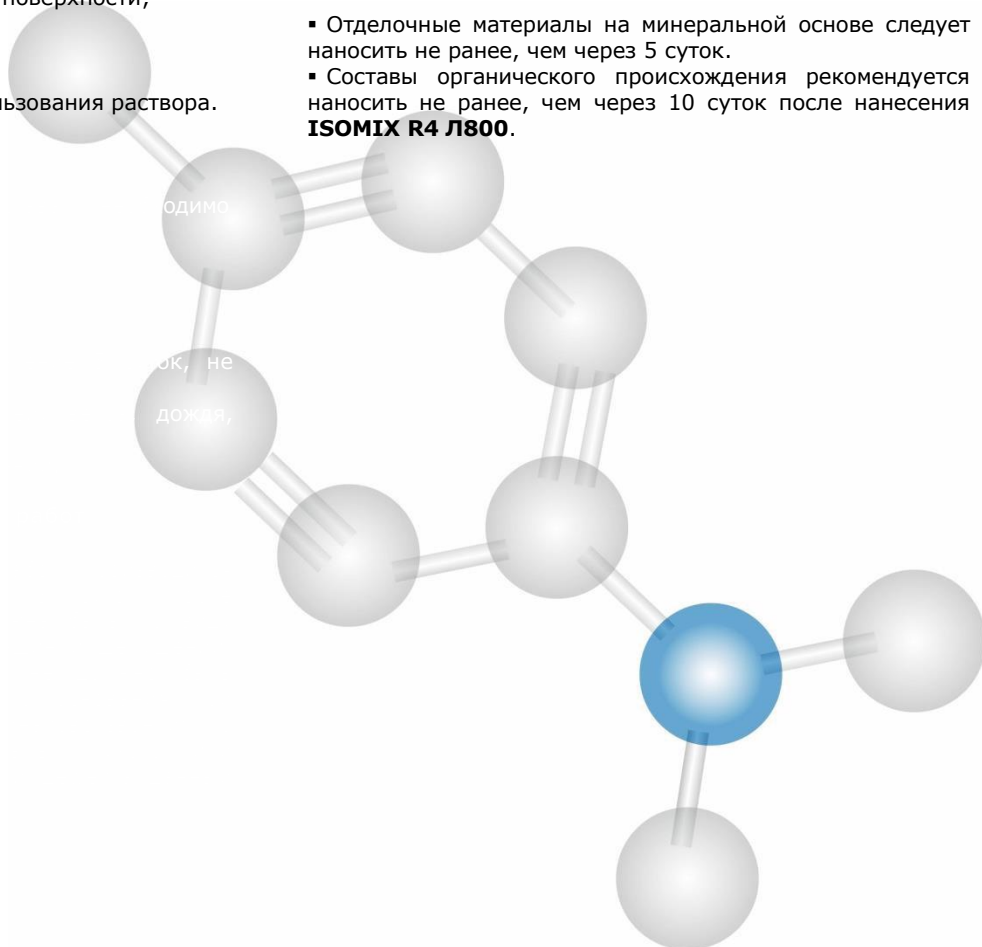 поверхности;
льзования раствора.
одимо
ок, не
дождя,
▪ Отделочные материалы на минеральной основе следует
наносить не ранее, чем через 5 суток.
▪ Составы органического происхождения рекомендуется
наносить не ранее, чем через 10 суток после нанесения
ISOMIX R4 Л800.